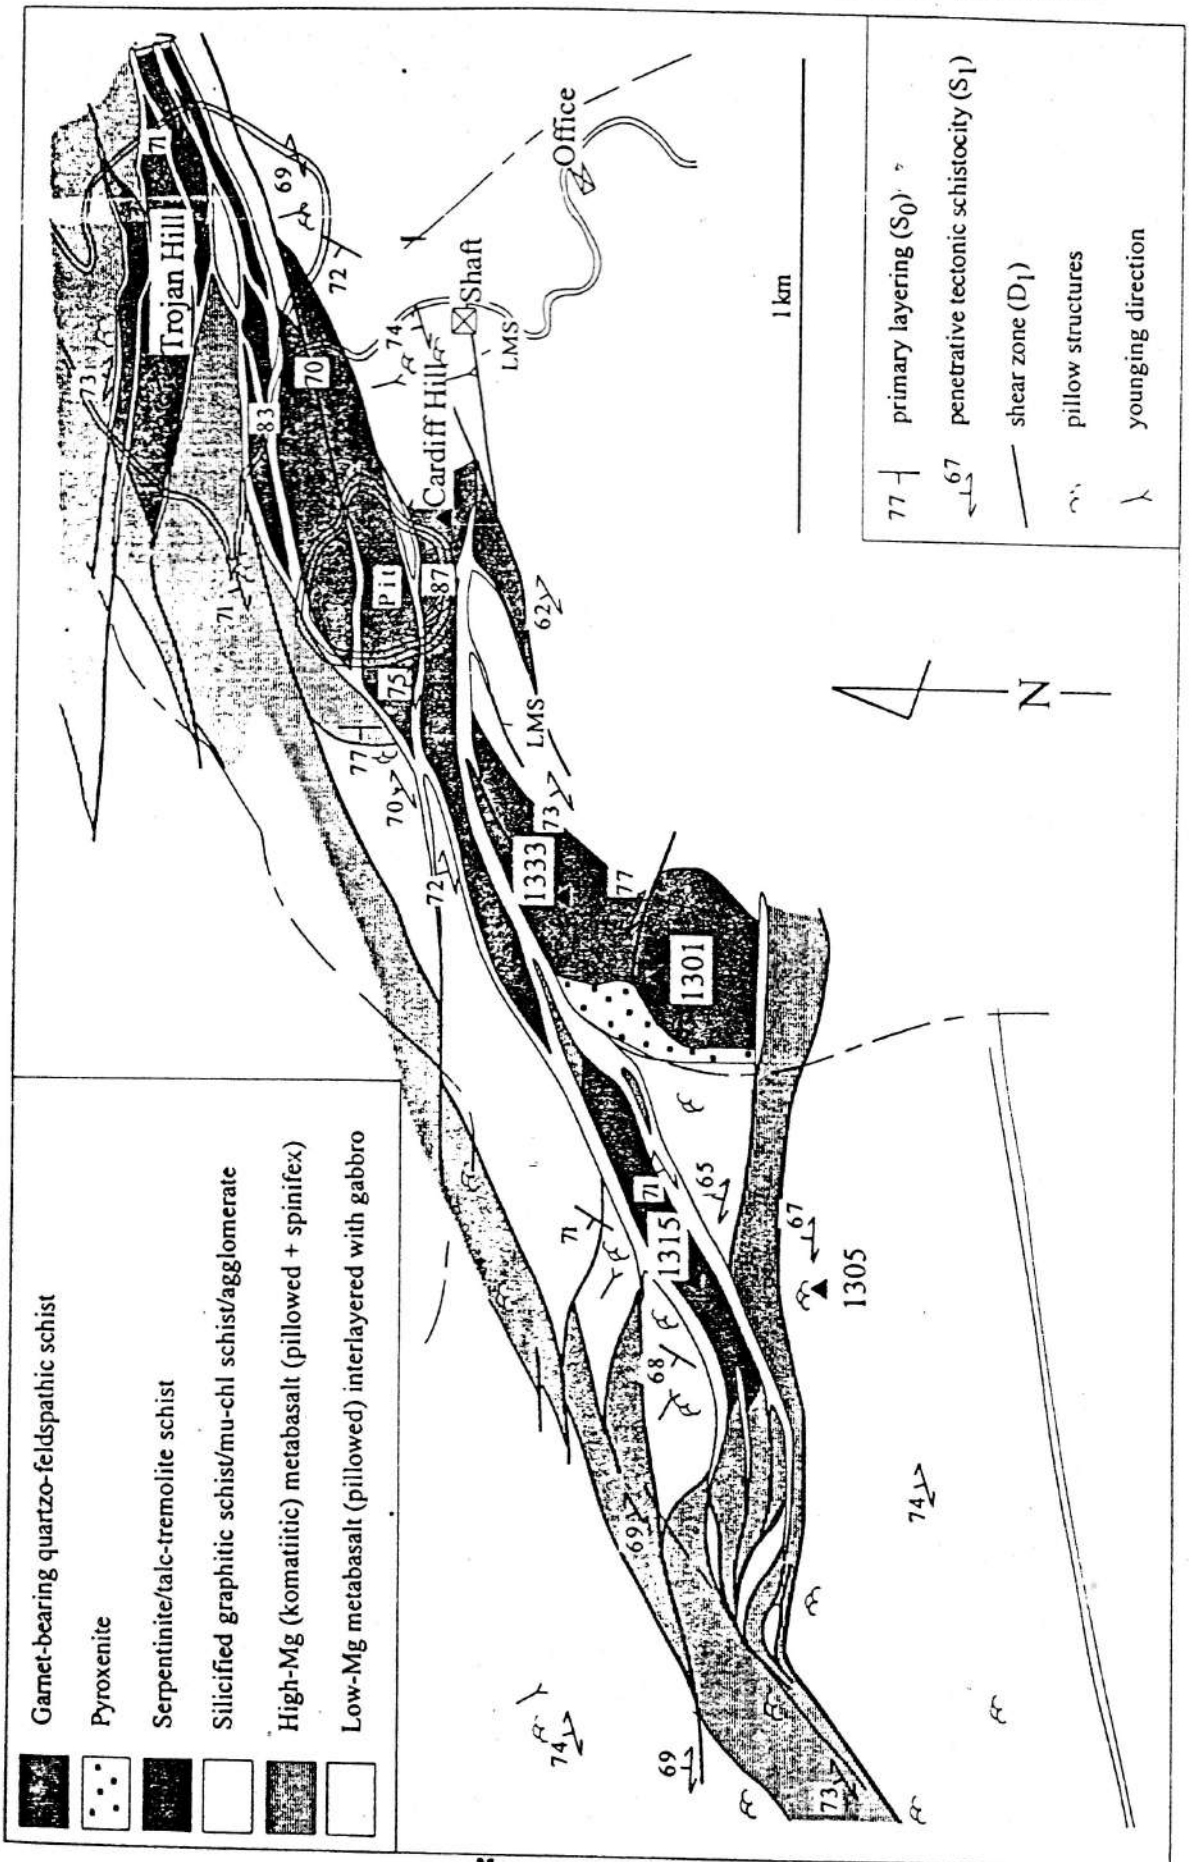 Garnet-bearing quartzo-feldspathic schist
Pyroxenite
Serpentinite/talc-tremolite schist
Silicified graphitic schist/mu-chl schist/agglomerate
High-Mg (komatiitic) metabasalt (pillowed + spinifex)
Low-Mg metabasalt (pillowed) interlayered with gabbro
73
Trojan Hill
71
69
72
83
70
71
74
Shaft
Office
LMS
Cardiff Hill
Pit
87
75
77
70
62
LMS
73
72
1333
77
1301
71
71
1315
65
67
1305
68
69
74
74
69
73
N
1 km
77 primary layering (S0)
67 penetrative tectonic schistocity (S1)
shear zone (D1)
pillow structures
younging direction